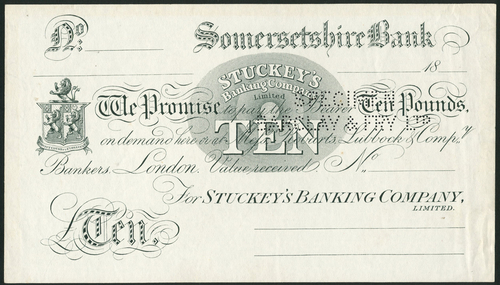 No. Somersetshire Bank
18
STUCKEY'S
Banking Company
Limited
We Promise to pay the Bearer Ten Pounds,
SPECIMEN
TEN
on demand here or at Messrs. Robarts, Lubbock & Compy.
Bankers, London. Value received No.
For STUCKEY'S BANKING COMPANY,
LIMITED.
£Ten,